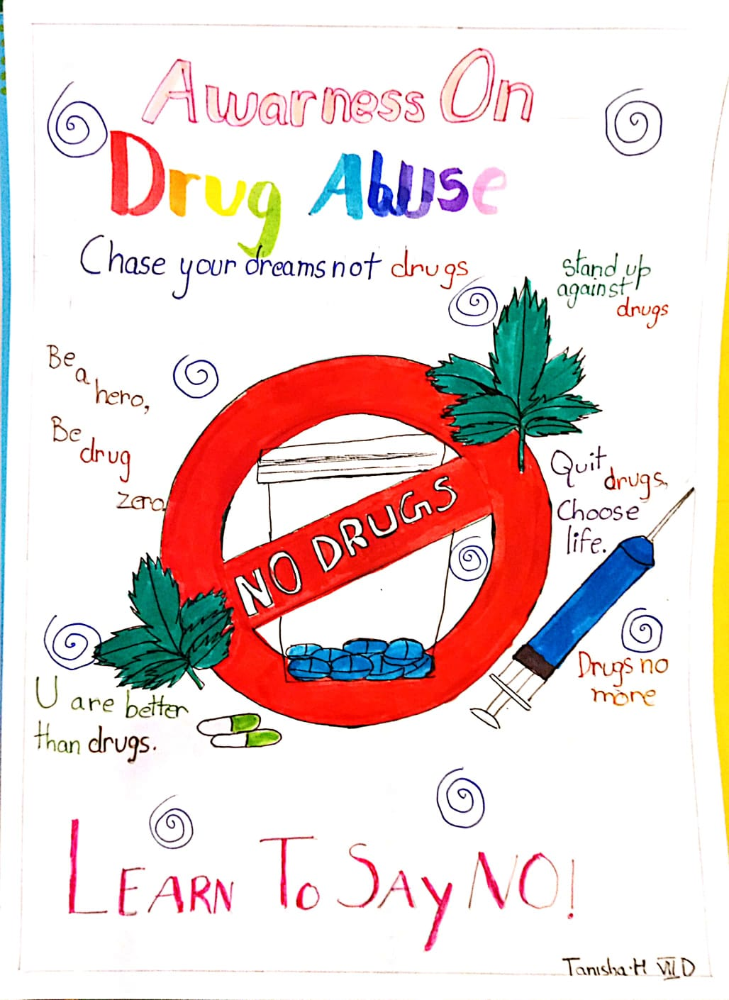 Awarness On
Drug Abuse
Chase your dreams not drugs
Stand up
against
drugs
Be
a
hero,
Be
drug
zero.
NO DRUGS
Quit
drugs.
Choose
life.
Drugs no
more
U are better
than drugs.
LEARN TO SAY NO!
Tanisha.H VII D